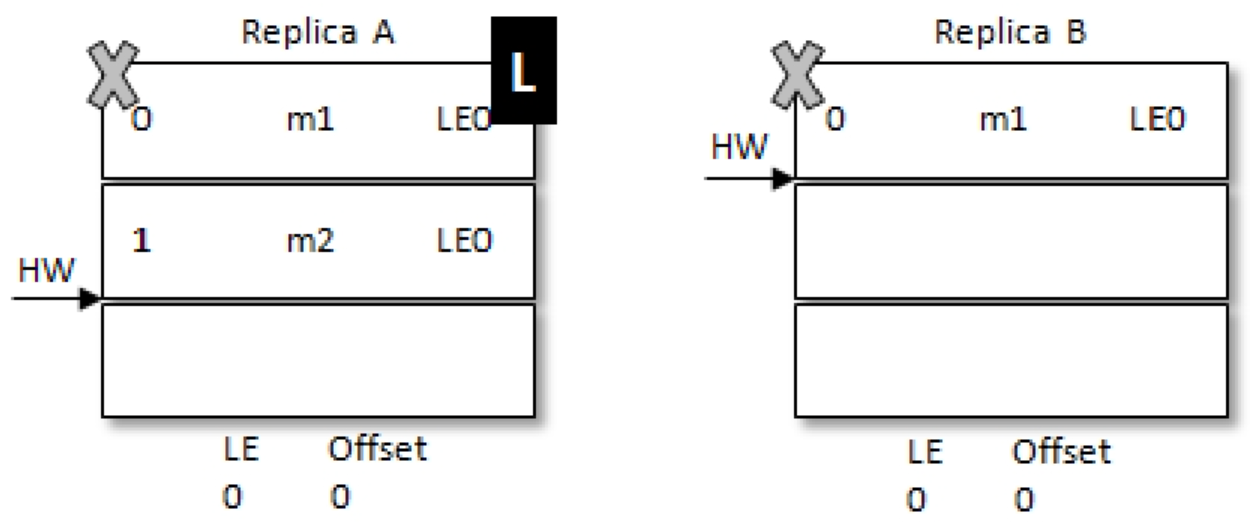 Replica A
L
0 m1 LE0
1 m2 LE0
HW
LE Offset
0 0
Replica B
0 m1 LE0
HW
LE Offset
0 0